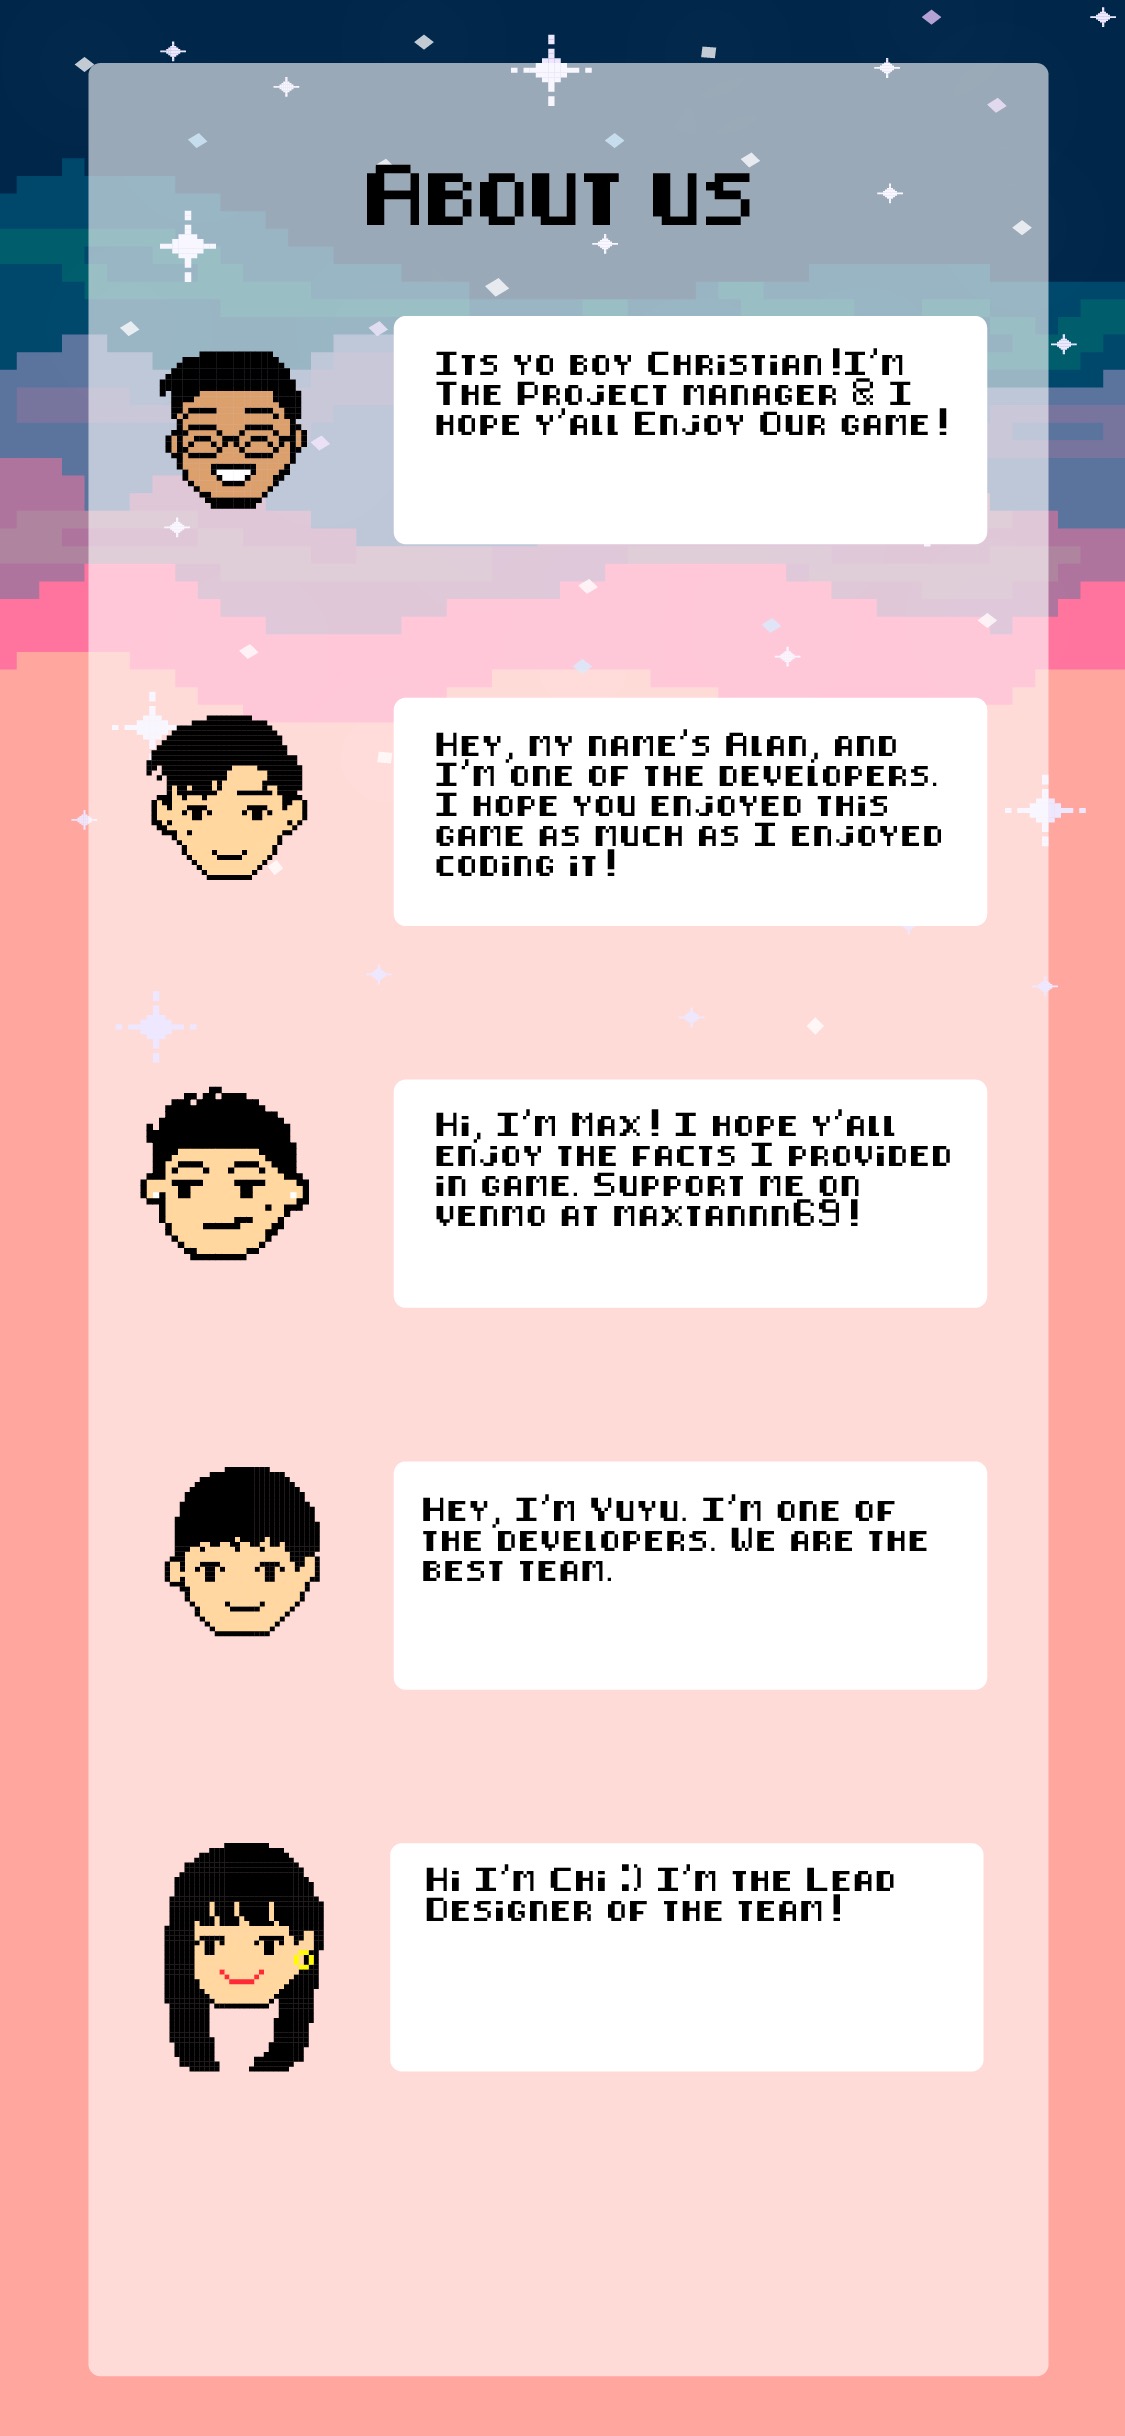 About us
Its yo boy Christian!I'm
The Project manager & I
hope y'all Enjoy Our game!
Hey, my name's Alan, and
I'm one of the developers.
I hope you enjoyed this
game as much as I enjoyed
coding it!
Hi, I'm Max! I hope y'all
enjoy the facts I provided
in game. Support me on
venmo at maxtannn69!
Hey, I'm Yuyu. I'm one of
the developers. We are the
best team.
Hi I'm Chi :) I'm the Lead
Designer of the team!